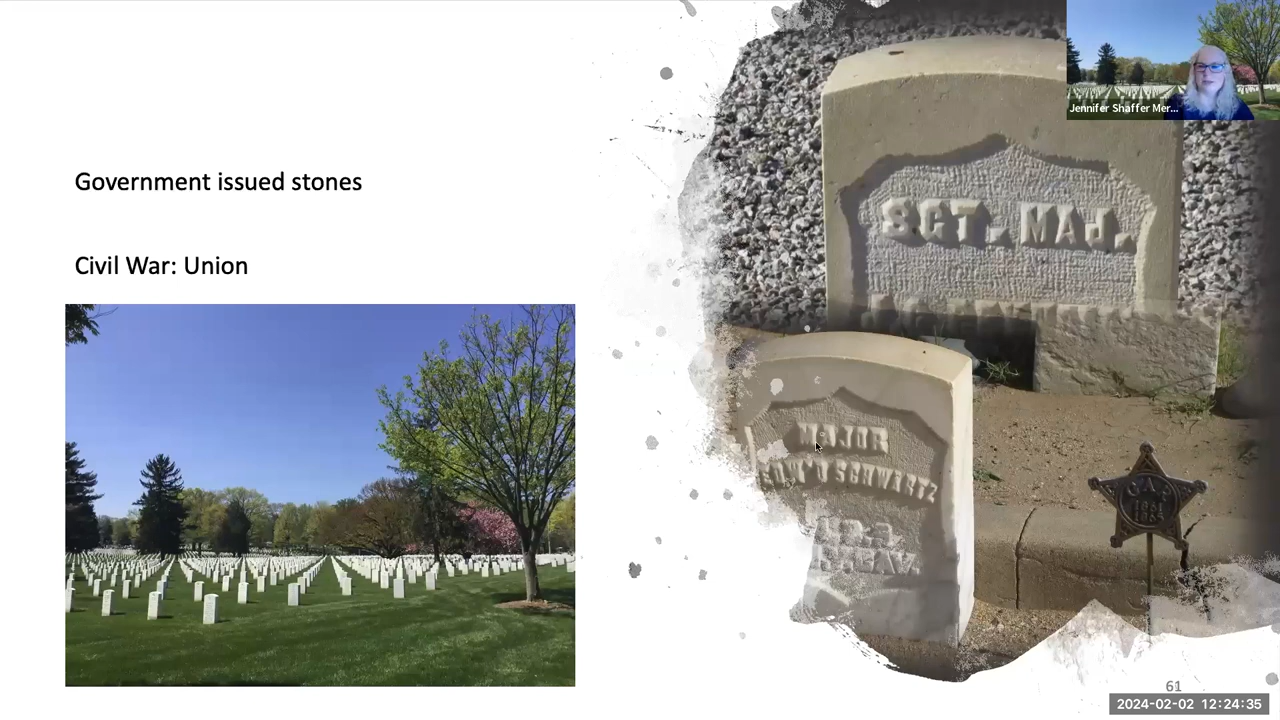 Government issued stones
Civil War: Union
Jennifer Shaffer Mer...
SGT. MAJ.
MAJOR
EDW'D SCHWARTZ
GAR
1861
61
2024-02-02 12:24:35